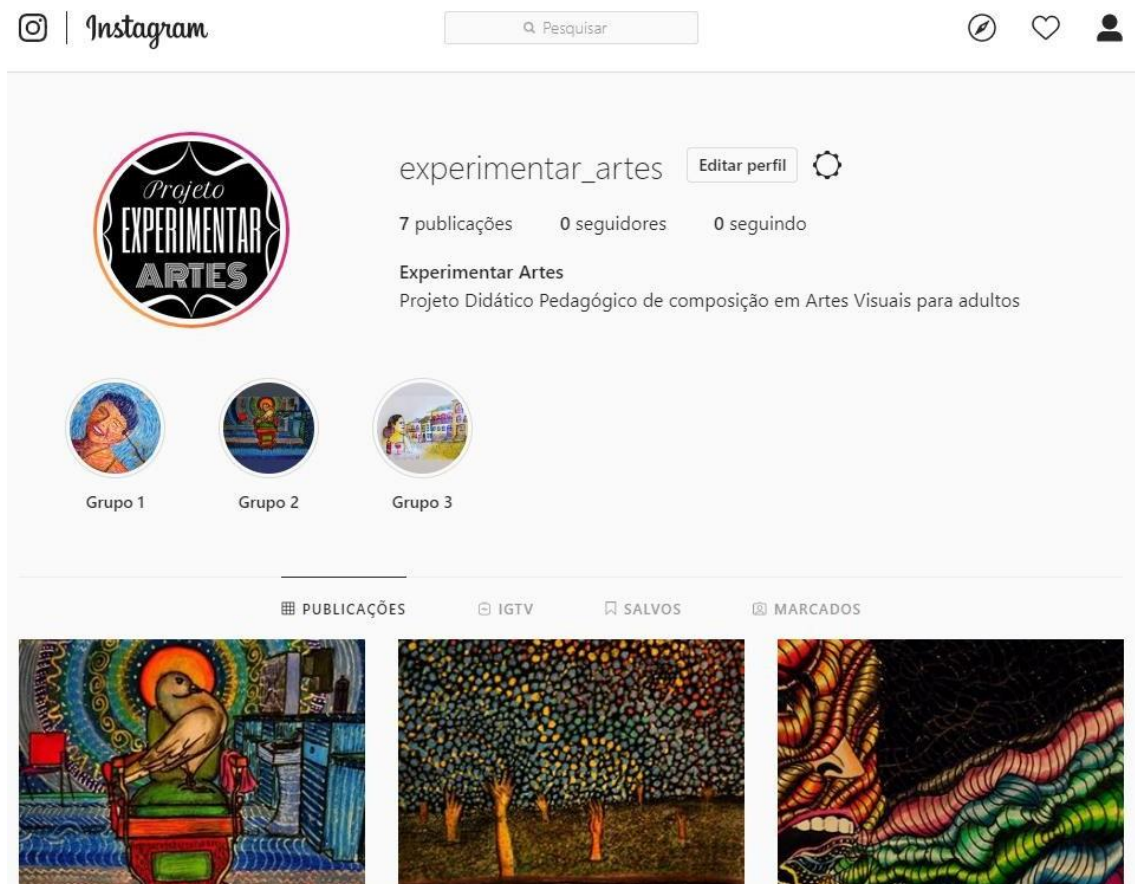 Instagram
Pesquisar
experimentar_artes Editar perfil
Projeto
EXPERIMENTAR
ARTES
7 publicações 0 seguidores 0 seguindo
Experimentar Artes
Projeto Didático Pedagógico de composição em Artes Visuais para adultos
Grupo 1 Grupo 2 Grupo 3
PUBLICAÇÕES IGTV SALVOS MARCADOS